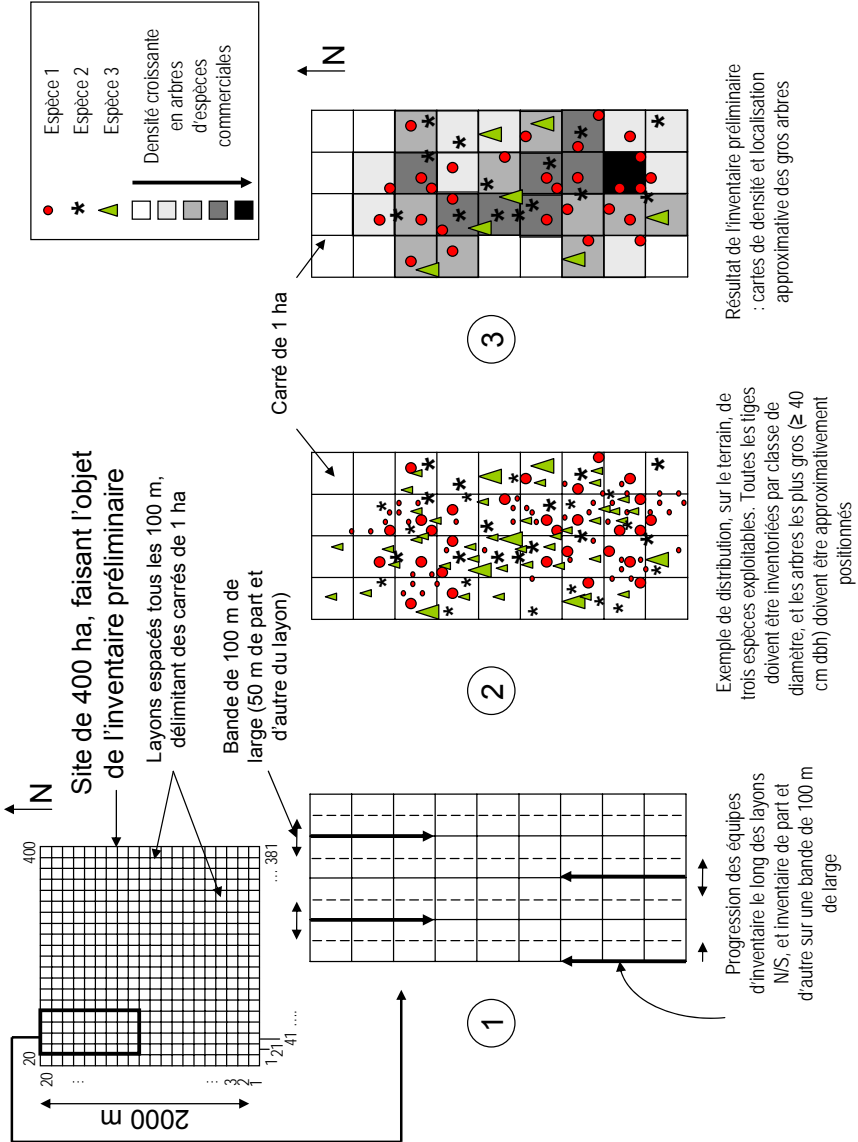 Espèce 1
Espèce 2
Espèce 3
Densité croissante
en arbres
d'espèces
commerciales
N
Site de 400 ha, faisant l'objet
de l'inventaire préliminaire
Layons espacés tous les 100 m,
délimitant des carrés de 1 ha
Bande de 100 m de
large (50 m de part et
d'autre du layon)
20
400
20
...
3
2
1
1 21 41 ....
... 381
2000 m
Carré de 1 ha
N
1
2
3
Progression des équipes
d'inventaire le long des layons
N/S, et inventaire de part et
d'autre sur une bande de 100 m
de large
Exemple de distribution, sur le terrain, de
trois espèces exploitables. Toutes les tiges
doivent être inventoriées par classe de
diamètre, et les arbres les plus gros (≥ 40
cm dbh) doivent être approximativement
positionnés
Résultat de l'inventaire préliminaire
: cartes de densité et localisation
approximative des gros arbres